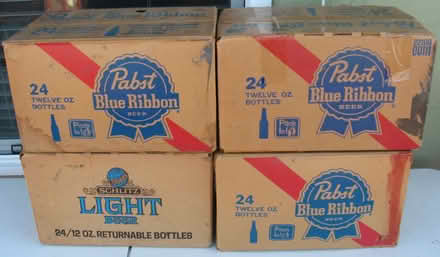 24
TWELVE OZ.
BOTTLES
Pabst
Blue Ribbon
BEER
24
TWELVE OZ.
BOTTLES
Pabst
Blue Ribbon
BEER
SCHLITZ
LIGHT
BEER
24/12 OZ. RETURNABLE BOTTLES
24
TWELVE OZ.
BOTTLES
Pabst
Blue Ribbon
BEER